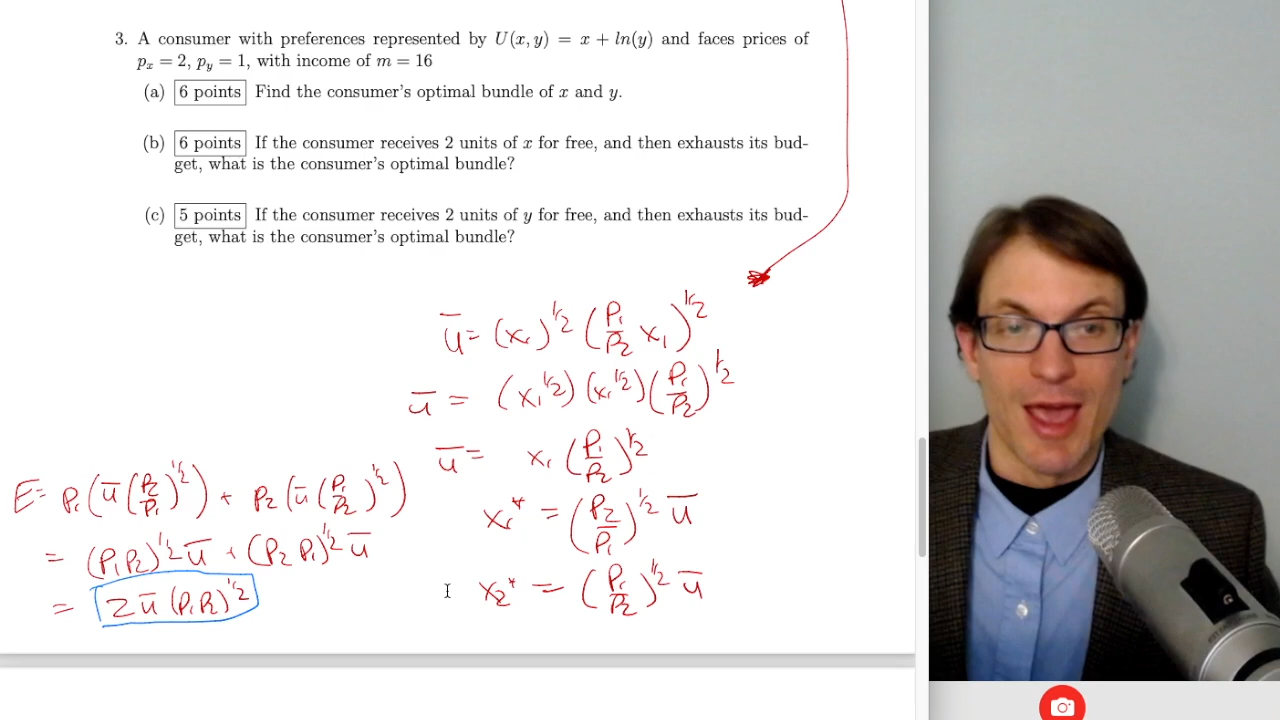 3. A consumer with preferences represented by U(x, y) = x + ln(y) and faces prices of
pₓ = 2, p_y = 1, with income of m = 16
(a) 6 points Find the consumer's optimal bundle of x and y.
(b) 6 points If the consumer receives 2 units of x for free, and then exhausts its bud-
get, what is the consumer's optimal bundle?
(c) 5 points If the consumer receives 2 units of y for free, and then exhausts its bud-
get, what is the consumer's optimal bundle?
ū = (x₁)^1/2 (P₁/P₂ x₁)^1/2
ū = (x₁^1/2) (x₁^1/2) (P₁/P₂)^1/2
ū = x₁ (P₁/P₂)^1/2
x₁* = (P₂/P₁)^1/2 ū
x₂* = (P₁/P₂)^1/2 ū
E = P₁(ū(P₂/P₁)^1/2) + P₂(ū(P₁/P₂)^1/2)
= (P₁P₂)^1/2 ū + (P₂P₁)^1/2 ū
= 2ū(P₁P₂)^1/2